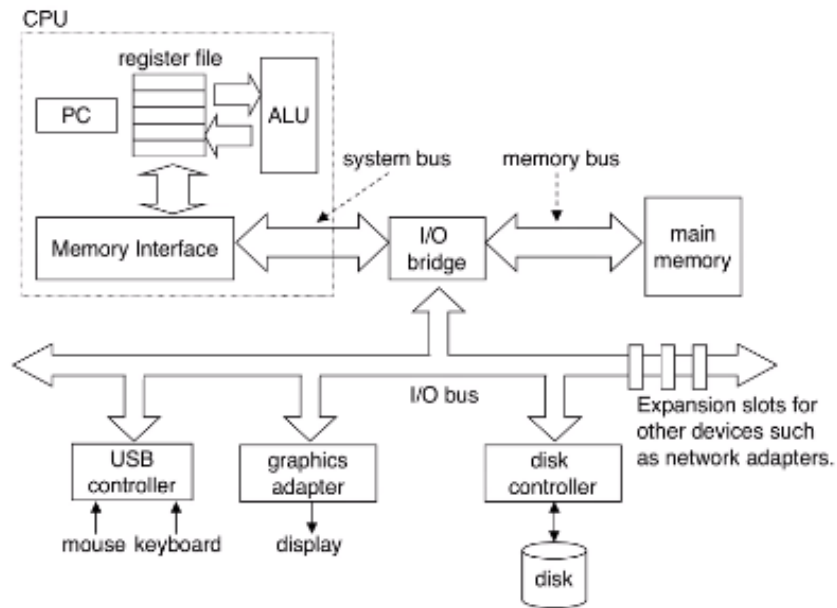 CPU
register file
PC
ALU
system bus
memory bus
Memory Interface
I/O
bridge
main
memory
I/O bus
Expansion slots for
other devices such
as network adapters.
USB
controller
graphics
adapter
disk
controller
mouse keyboard
display
disk